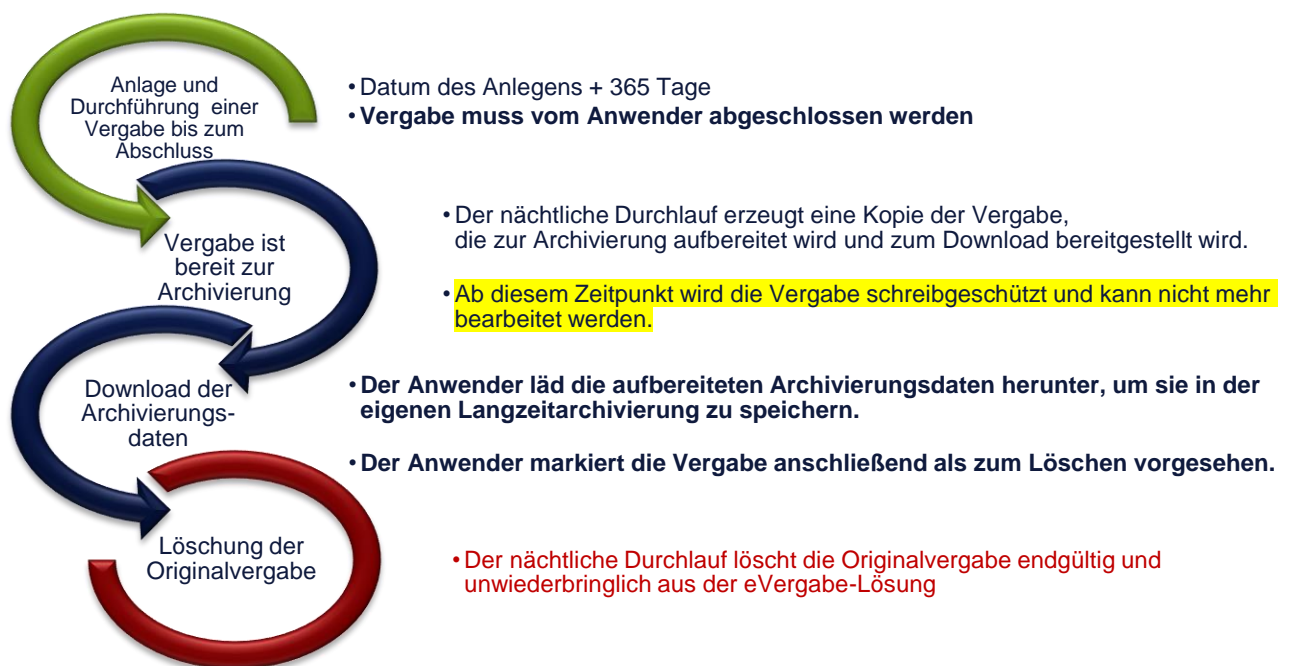 Anlage und
Durchführung einer
Vergabe bis zum
Abschluss
• Datum des Anlegens + 365 Tage
• Vergabe muss vom Anwender abgeschlossen werden
Vergabe ist
bereit zur
Archivierung
• Der nächtliche Durchlauf erzeugt eine Kopie der Vergabe,
die zur Archivierung aufbereitet wird und zum Download bereitgestellt wird.
• Ab diesem Zeitpunkt wird die Vergabe schreibgeschützt und kann nicht mehr
bearbeitet werden.
Download der
Archivierungs-
daten
• Der Anwender läd die aufbereiteten Archivierungsdaten herunter, um sie in der
eigenen Langzeitarchivierung zu speichern.
• Der Anwender markiert die Vergabe anschließend als zum Löschen vorgesehen.
Löschung der
Originalvergabe
• Der nächtliche Durchlauf löscht die Originalvergabe endgültig und
unwiederbringlich aus der eVergabe-Lösung